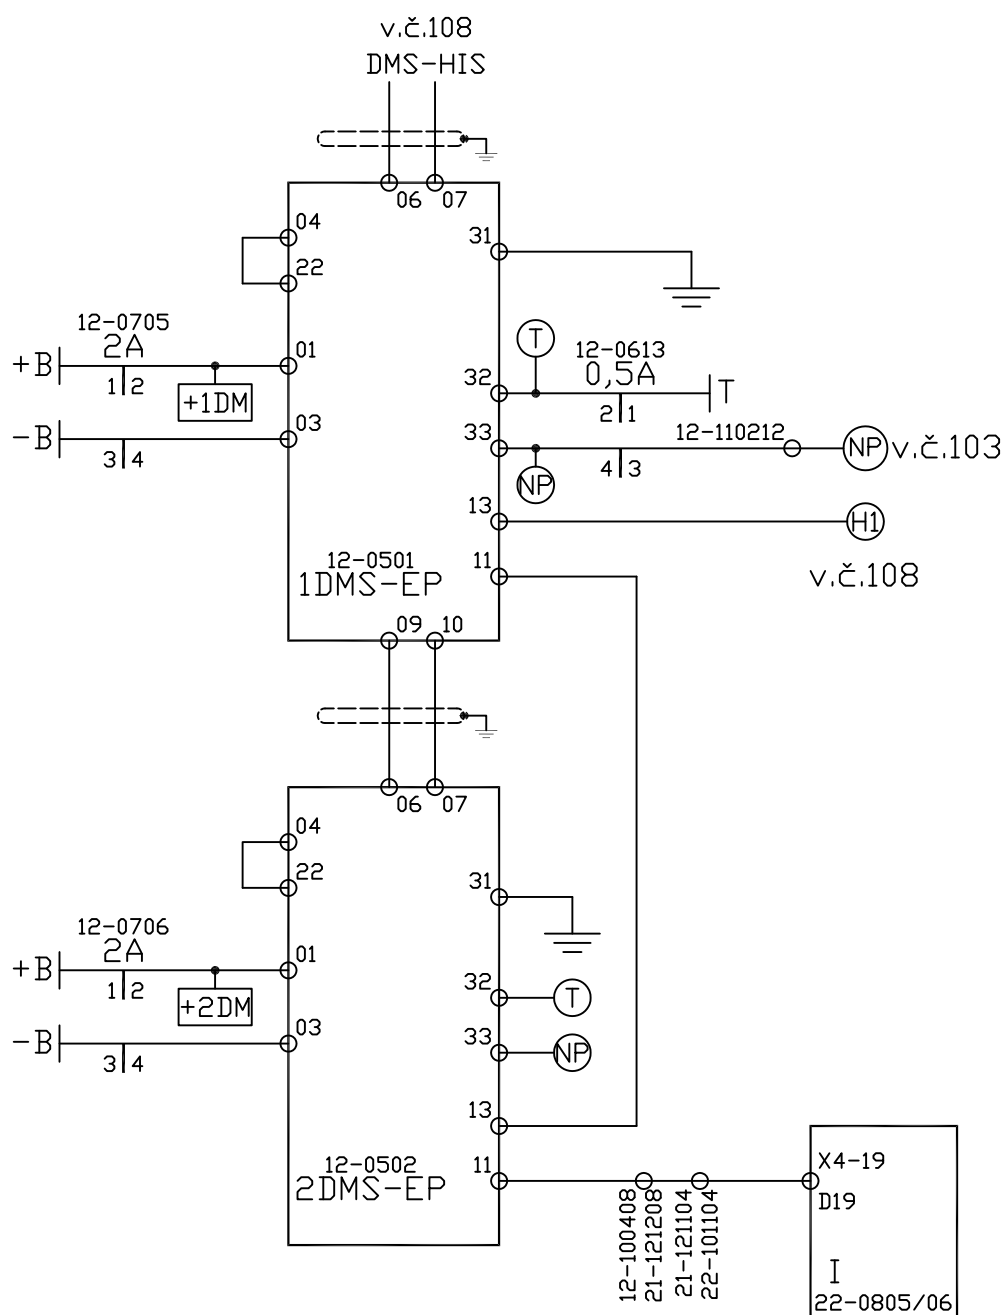 v.č.108
DMS-HIS
06 07
04
31
22
12-0705
2A
+B
1 2
01
+1DM
T
12-0613
0,5A
32
T
2 1
03
-B
3 4
33
12-110212
NP
v.č.103
4 3
NP
13
H1
12-0501
1DMS-EP
11
v.č.108
09 10
06 07
04
22
31
12-0706
2A
+B
1 2
01
+2DM
32
T
03
-B
3 4
33
NP
13
12-0502
2DMS-EP
11
X4-19
D19
12-100408
21-121208
21-121104
22-101104
I
22-0805/06